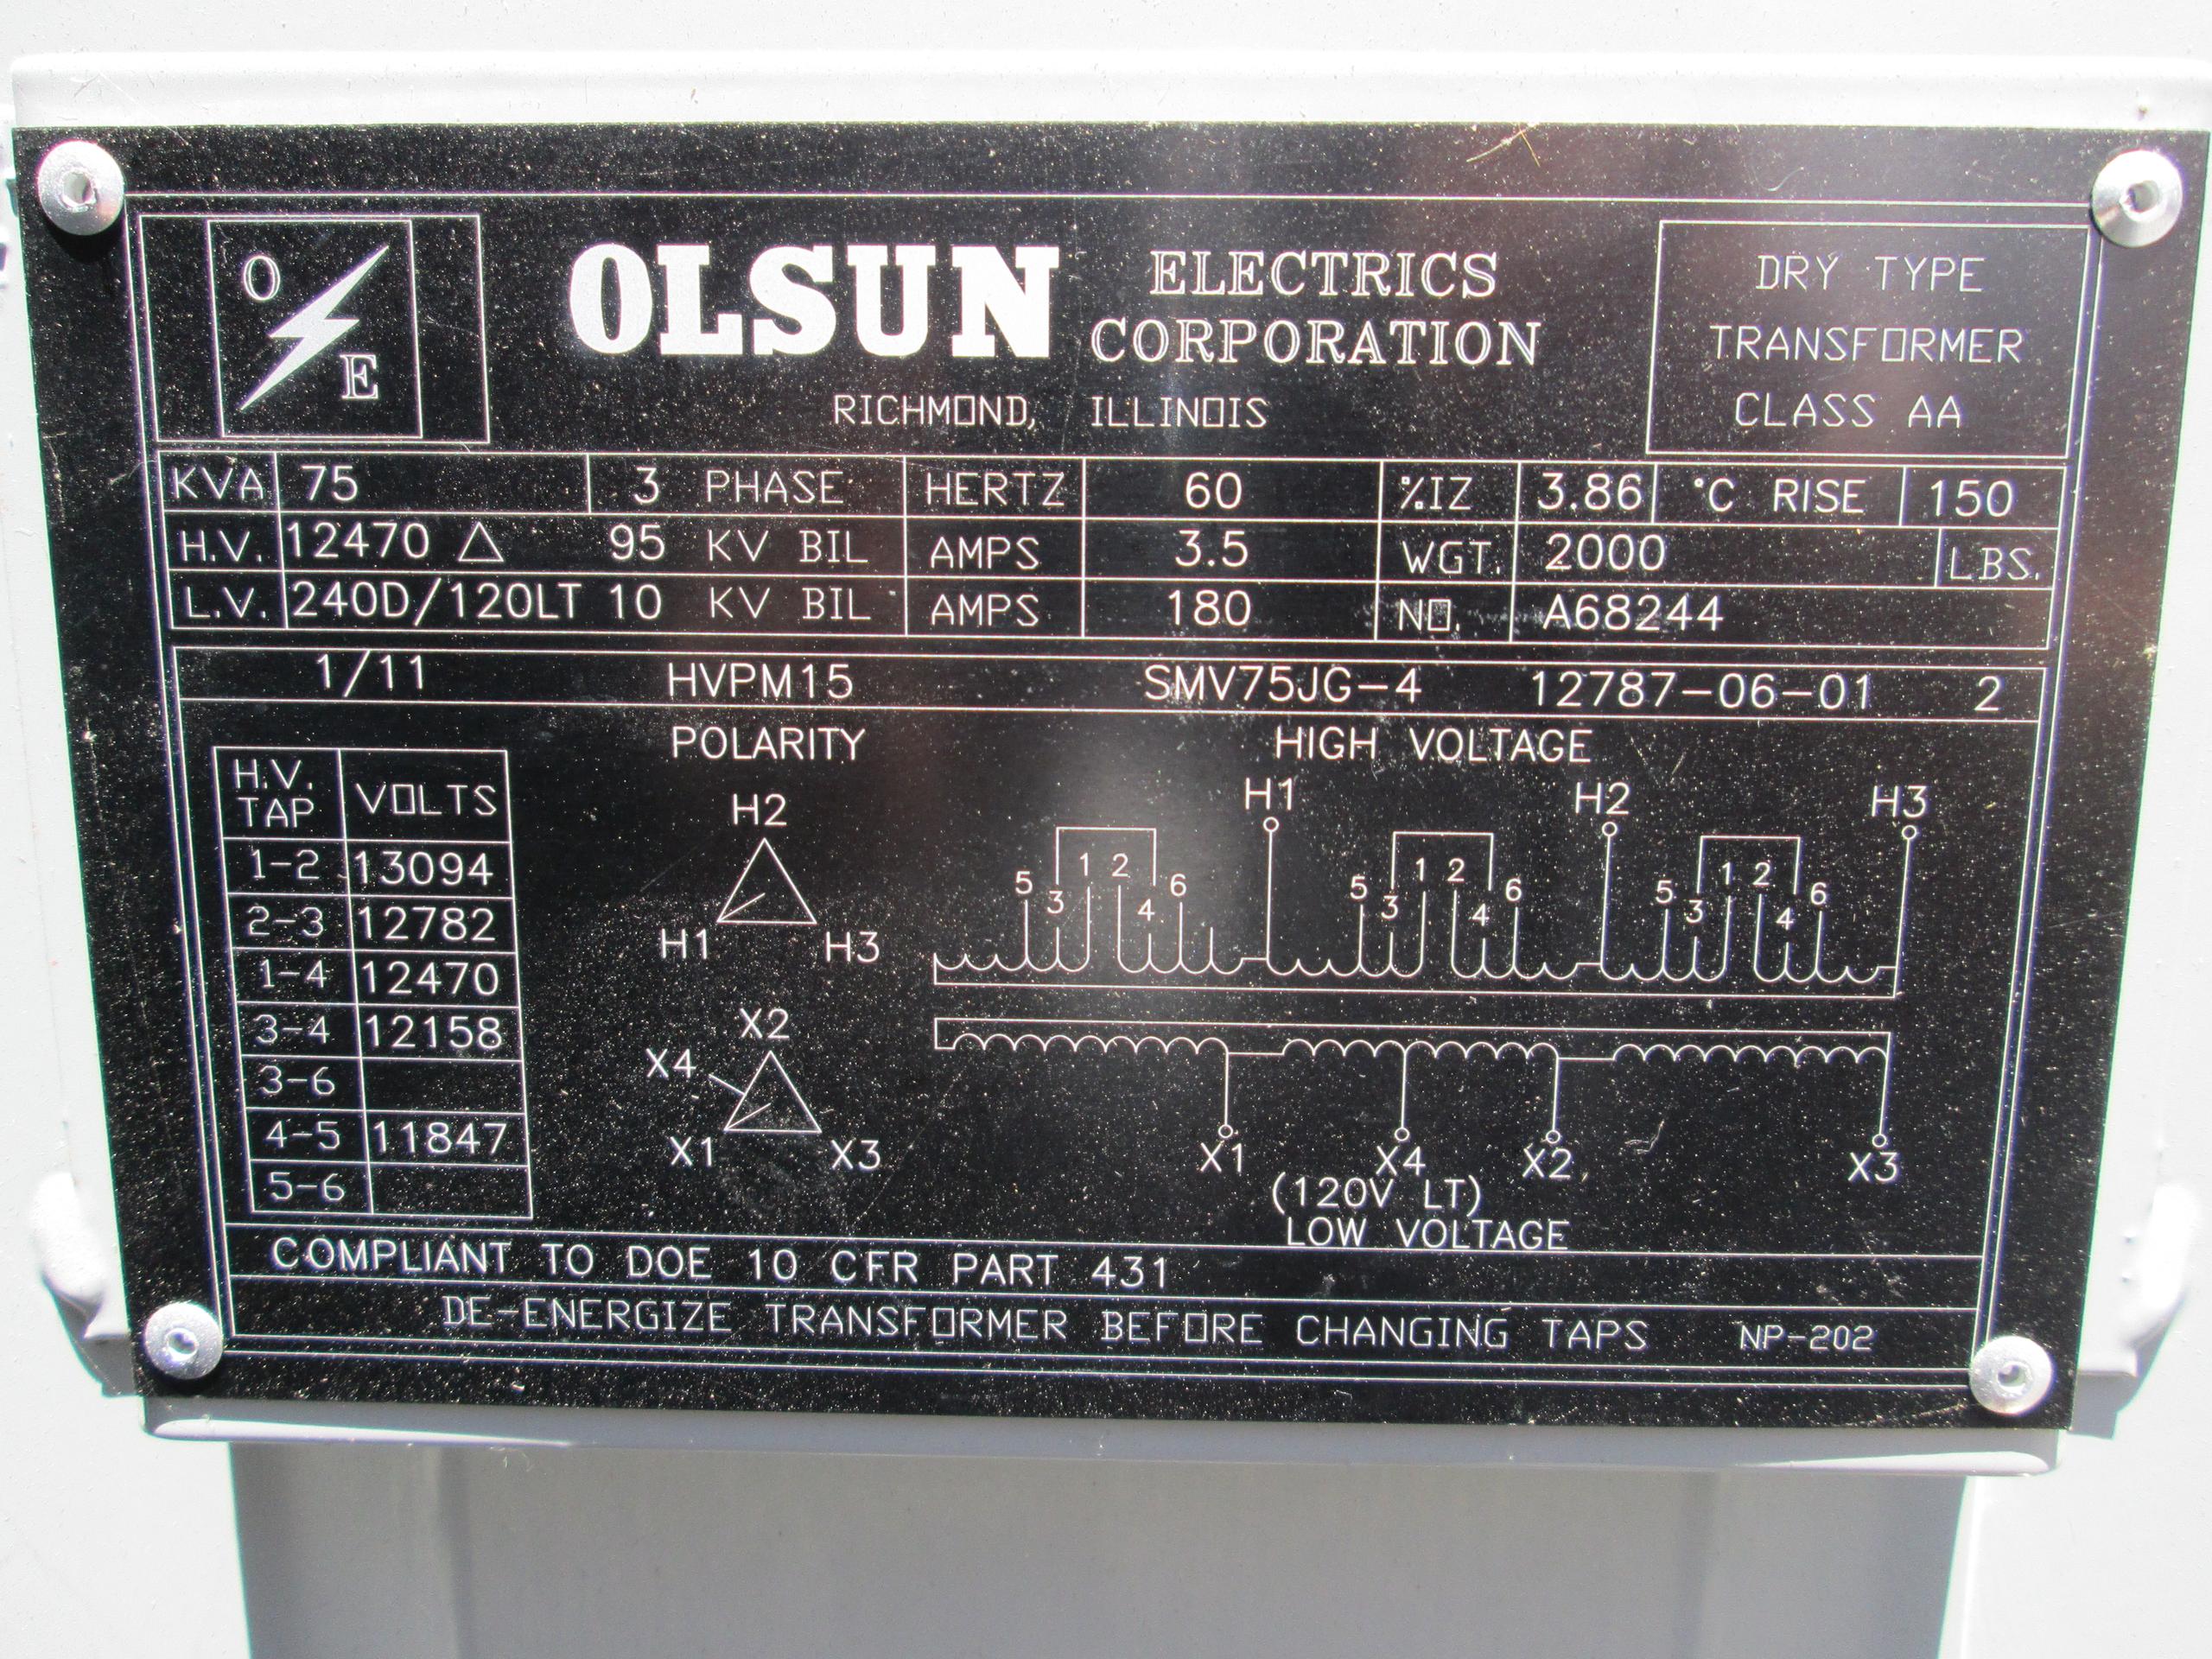 O
E
OLSUN ELECTRICS CORPORATION
RICHMOND, ILLINOIS
DRY TYPE
TRANSFORMER
CLASS AA
KVA 75 3 PHASE HERTZ 60 %IZ 3.86 °C RISE 150
H.V. 12470 △ 95 KV BIL AMPS 3.5 WGT. 2000 LBS.
L.V. 240D/120LT 10 KV BIL AMPS 180 NO. A68244
1/11 HVPM15 SMV75JG-4 12787-06-01 2
H.V. TAP VOLTS
1-2 13094
2-3 12782
1-4 12470
3-4 12158
3-6
4-5 11847
5-6
POLARITY
H2
H1 H3
X2
X4
X1 X3
HIGH VOLTAGE
H1 H2 H3
5 3 1 2 4 6 5 3 1 2 4 6 5 3 1 2 4 6
X1 X4 X2 X3
(120V LT)
LOW VOLTAGE
COMPLIANT TO DOE 10 CFR PART 431
DE-ENERGIZE TRANSFORMER BEFORE CHANGING TAPS NP-202